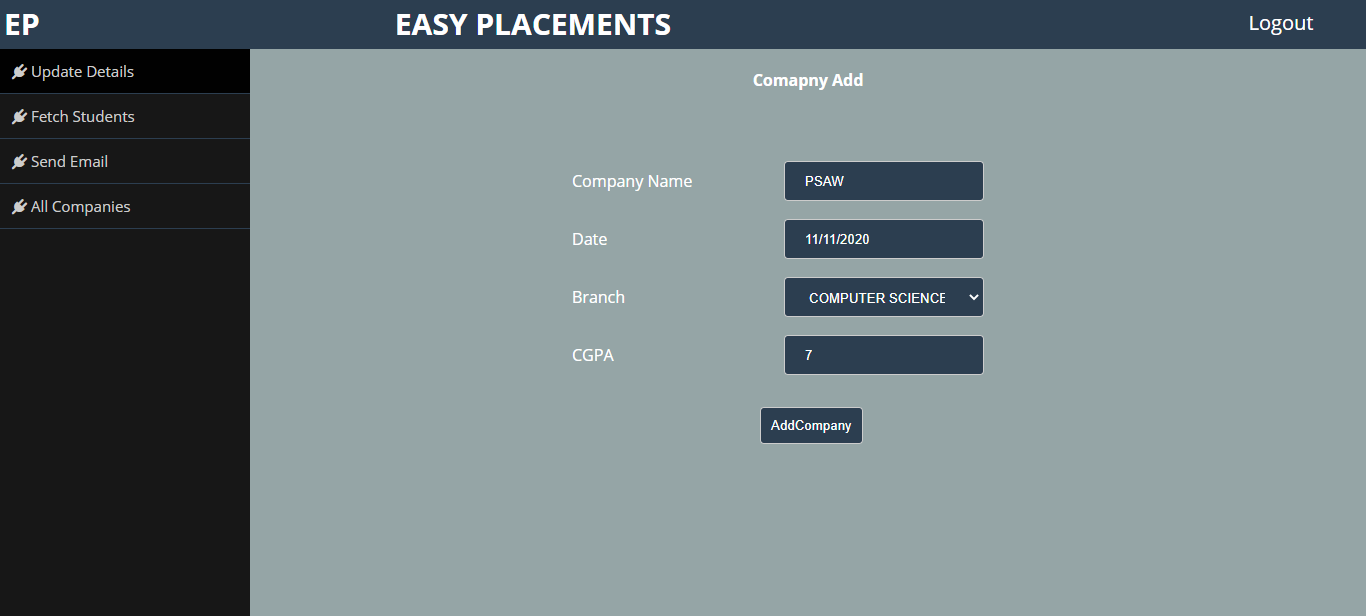 EP
EASY PLACEMENTS
Logout
Update Details
Fetch Students
Send Email
All Companies
Comapny Add
Company Name
PSAW
Date
11/11/2020
Branch
COMPUTER SCIENCE
CGPA
7
AddCompany